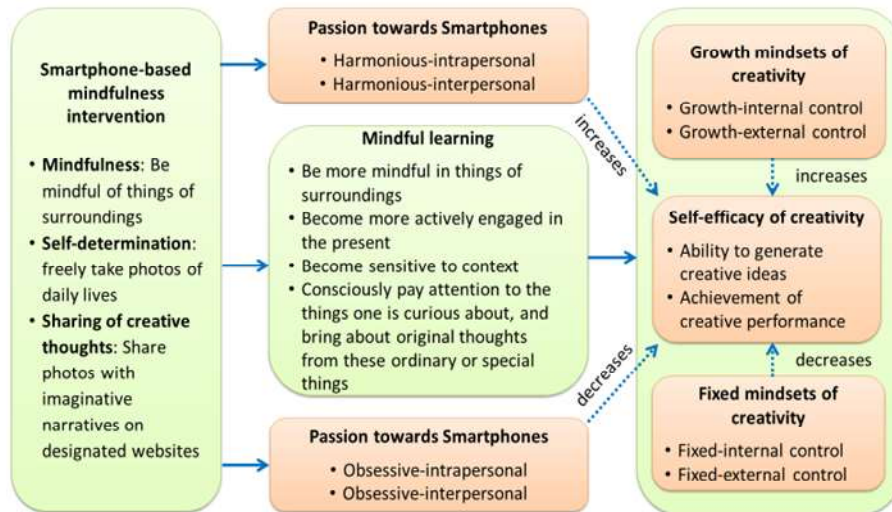 Smartphone-based
mindfulness
intervention
• Mindfulness: Be
mindful of things of
surroundings
• Self-determination:
freely take photos of
daily lives
• Sharing of creative
thoughts: Share
photos with
imaginative
narratives on
designated websites
Passion towards Smartphones
• Harmonious-intrapersonal
• Harmonious-interpersonal
Mindful learning
• Be more mindful in things of
surroundings
• Become more actively engaged in
the present
• Become sensitive to context
• Consciously pay attention to the
things one is curious about, and
bring about original thoughts
from these ordinary or special
things
Passion towards Smartphones
• Obsessive-intrapersonal
• Obsessive-interpersonal
increases
decreases
Growth mindsets of
creativity
• Growth-internal control
• Growth-external control
increases
Self-efficacy of creativity
• Ability to generate
creative ideas
• Achievement of
creative performance
decreases
Fixed mindsets of
creativity
• Fixed-internal control
• Fixed-external control